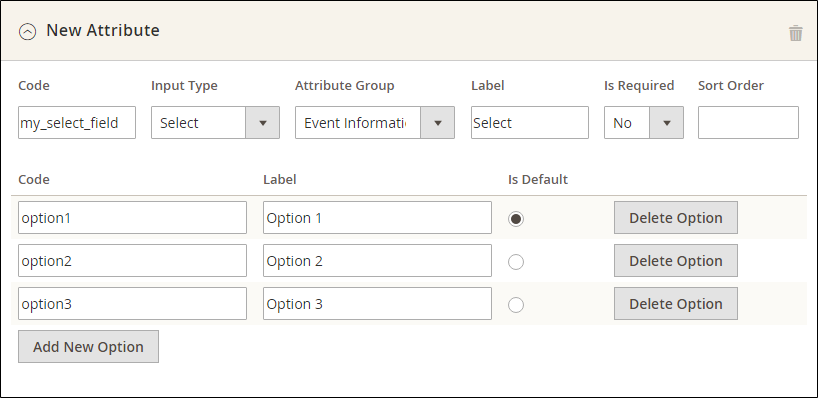 New Attribute
Code Input Type Attribute Group Label Is Required Sort Order
my_select_field Select Event Informati Select No
Code Label Is Default
option1 Option 1 Delete Option
option2 Option 2 Delete Option
option3 Option 3 Delete Option
Add New Option